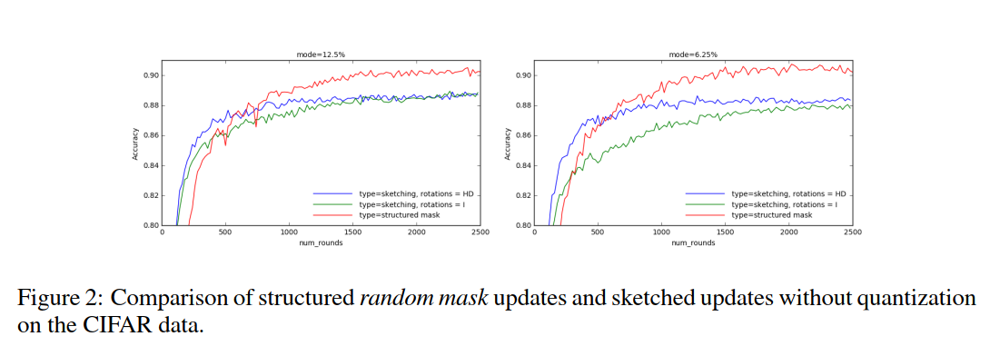 mode=12.5%
0.90
0.88
0.86
0.84
0.82
0.80
Accuracy
type=sketching, rotations = HD
type=sketching, rotations = I
type=structured mask
0 500 1000 1500 2000 2500
num_rounds
mode=6.25%
0.90
0.88
0.86
0.84
0.82
0.80
Accuracy
type=sketching, rotations = HD
type=sketching, rotations = I
type=structured mask
0 500 1000 1500 2000 2500
num_rounds
Figure 2: Comparison of structured random mask updates and sketched updates without quantization
on the CIFAR data.